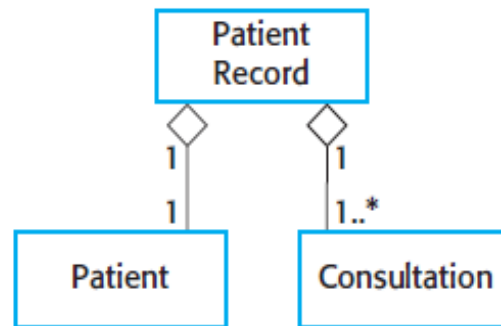 Patient
Record
1 1
1 1..*
Patient Consultation